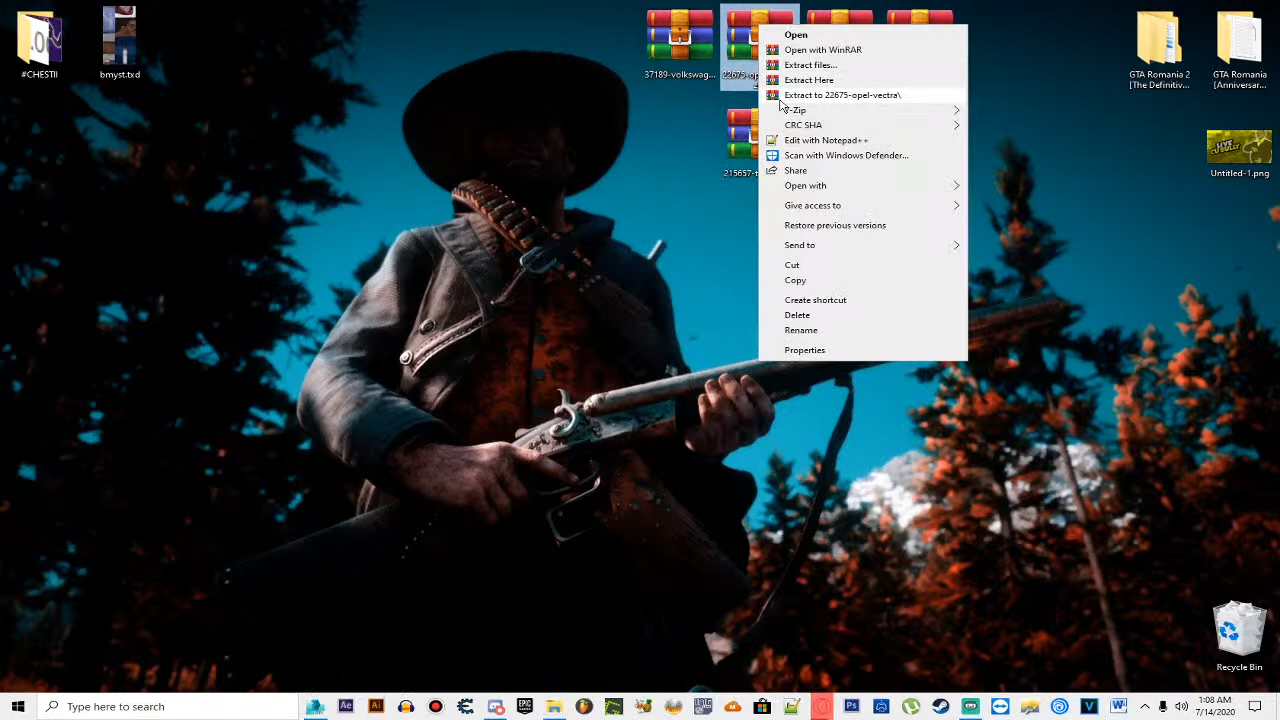 #CHESTII
bmyst.txd
37189-volkswag...
22675-op
215657-t
Open
Open with WinRAR
Extract files...
Extract Here
Extract to 22675-opel-vectra\
7-Zip
CRC SHA
Edit with Notepad++
Scan with Windows Defender...
Share
Open with
Give access to
Restore previous versions
Send to
Cut
Copy
Create shortcut
Delete
Rename
Properties
GTA Romania 2
[The Definitiv...
GTA Romania
[Anniversar...
LIVE
CU BULLY
Untitled-1.png
Recycle Bin
Type here to search
1:08 AM
7/14/2020